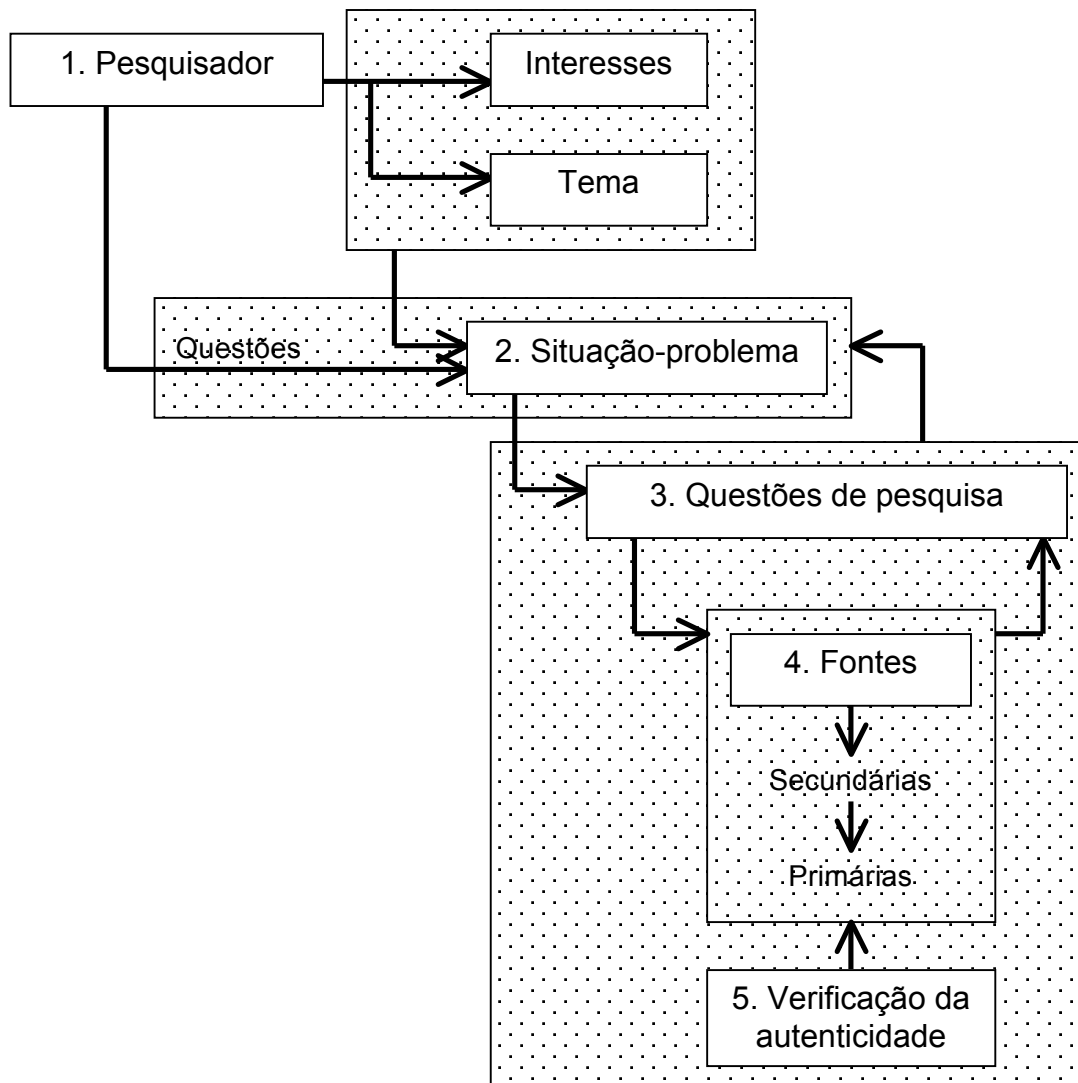 1. Pesquisador
Interesses
Tema
Questões
2. Situação-problema
3. Questões de pesquisa
4. Fontes
Secundárias
Primárias
5. Verificação da
autenticidade